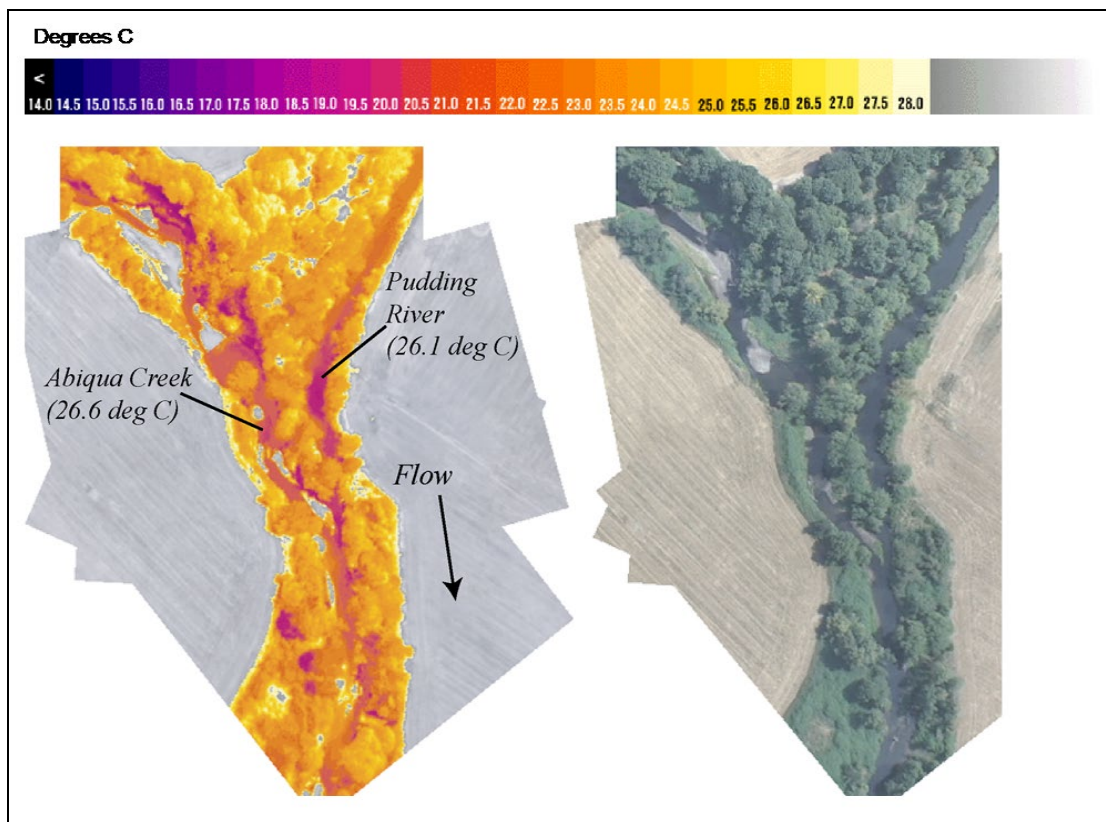 Degrees C
<
14.0 14.5 15.0 15.5 16.0 16.5 17.0 17.5 18.0 18.5 19.0 19.5 20.0 20.5 21.0 21.5 22.0 22.5 23.0 23.5 24.0 24.5 25.0 25.5 26.0 26.5 27.0 27.5 28.0
Pudding
River
(26.1 deg C)
Abiqua Creek
(26.6 deg C)
Flow